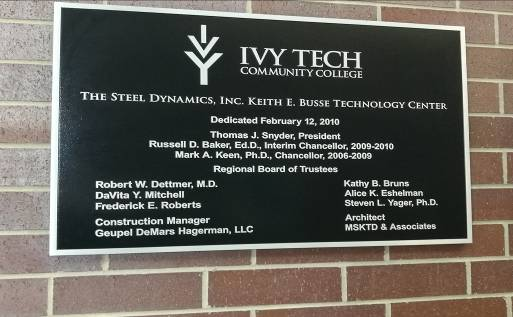 IVY TECH
COMMUNITY COLLEGE
THE STEEL DYNAMICS, INC. KEITH E. BUSSE TECHNOLOGY CENTER
Dedicated February 12, 2010
Thomas J. Snyder, President
Russell D. Baker, Ed.D., Interim Chancellor, 2009-2010
Mark A. Keen, Ph.D., Chancellor, 2006-2009
Regional Board of Trustees
Robert W. Dettmer, M.D.
DaVita Y. Mitchell
Frederick E. Roberts
Kathy B. Bruns
Alice K. Eshelman
Steven L. Yager, Ph.D.
Construction Manager
Geupel DeMars Hagerman, LLC
Architect
MSKTD & Associates